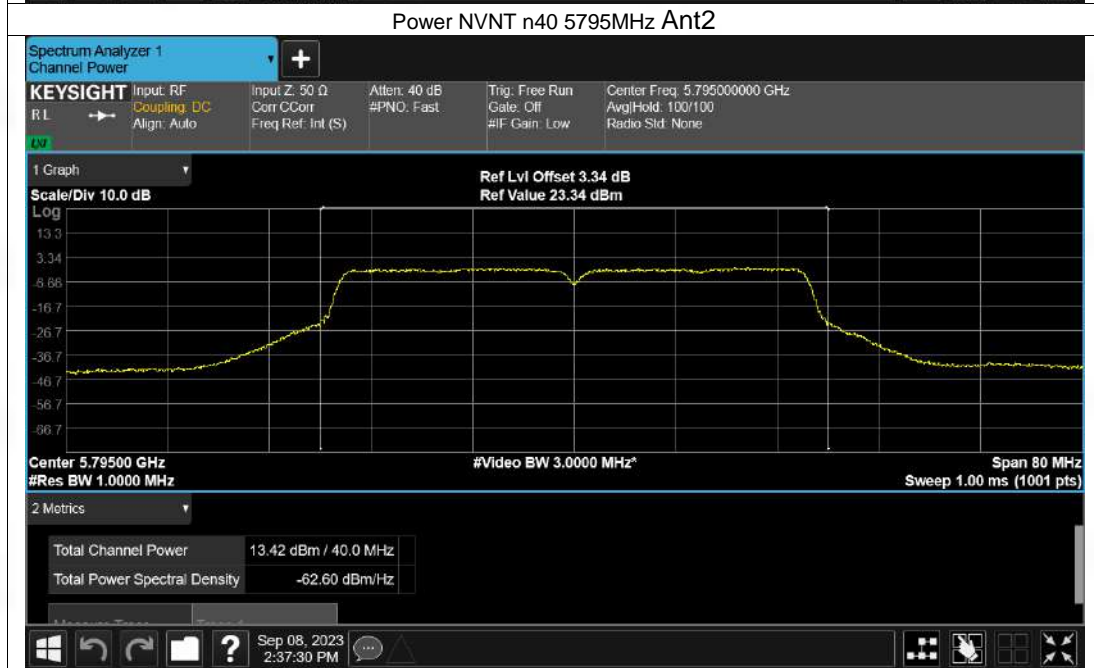 Power NVNT n40 5795MHz Ant2
Spectrum Analyzer 1
Channel Power
+
KEYSIGHT Input: RF
RL
Coupling: DC
Align: Auto
Input Z: 50 Ω
Corr CCorr
Freq Ref: Int (S)
Atten: 40 dB
#PNO: Fast
Trig: Free Run
Gate: Off
#IF Gain: Low
Center Freq: 5.795000000 GHz
Avg|Hold: 100/100
Radio Std: None
LXI
1 Graph
Scale/Div 10.0 dB
Ref Lvl Offset 3.34 dB
Ref Value 23.34 dBm
Log
13.3
3.34
-6.66
-16.7
-26.7
-36.7
-46.7
-56.7
-66.7
Center 5.79500 GHz
#Res BW 1.0000 MHz
#Video BW 3.0000 MHz*
Span 80 MHz
Sweep 1.00 ms (1001 pts)
2 Metrics
Total Channel Power 13.42 dBm / 40.0 MHz
Total Power Spectral Density -62.60 dBm/Hz
?
Sep 08, 2023
2:37:30 PM